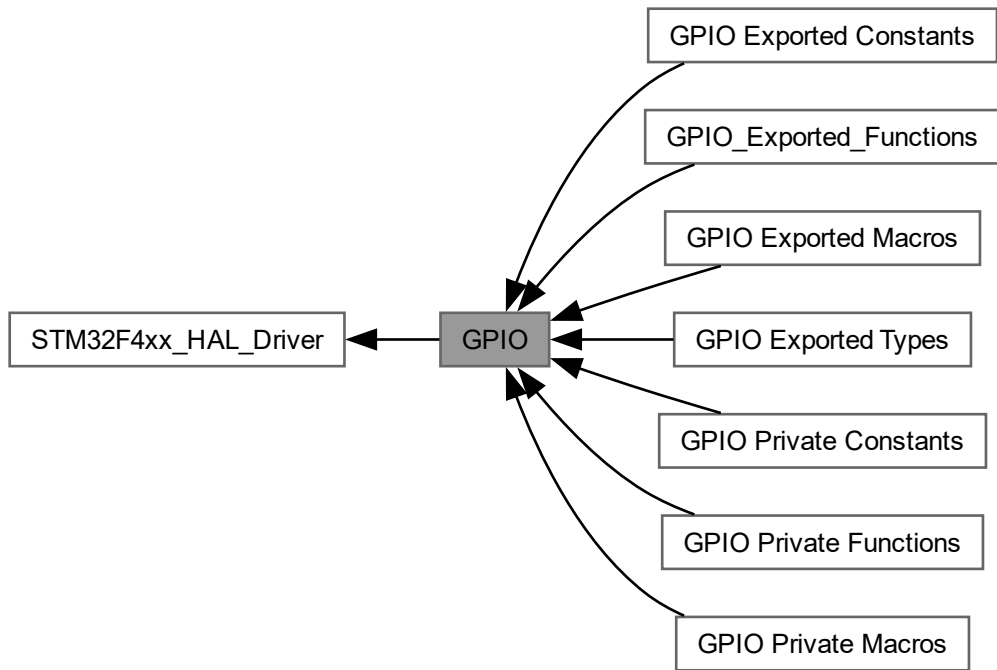 GPIO Exported Constants
GPIO_Exported_Functions
GPIO Exported Macros
STM32F4xx_HAL_Driver
GPIO
GPIO Exported Types
GPIO Private Constants
GPIO Private Functions
GPIO Private Macros